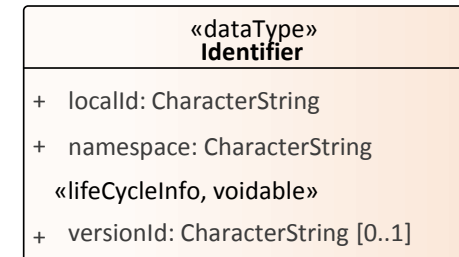 «dataType»
Identifier
+ localId: CharacterString
+ namespace: CharacterString
«lifeCycleInfo, voidable»
+ versionId: CharacterString [0..1]